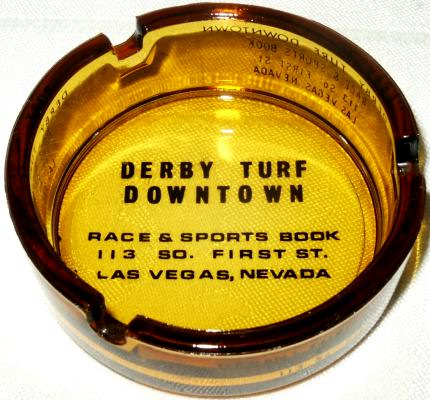 DERBY TURF
DOWNTOWN
RACE & SPORTS BOOK
113 SO. FIRST ST.
LAS VEGAS, NEVADA